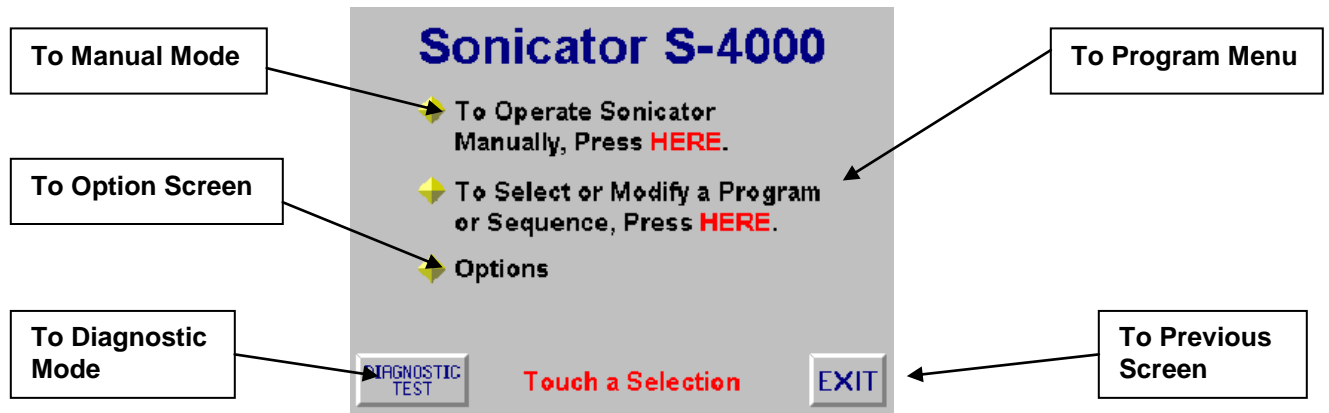 Sonicator S-4000
To Manual Mode
To Program Menu
To Operate Sonicator
Manually, Press HERE.
To Option Screen
To Select or Modify a Program
or Sequence, Press HERE.
Options
To Diagnostic
Mode
DIAGNOSTIC
TEST
Touch a Selection
EXIT
To Previous
Screen